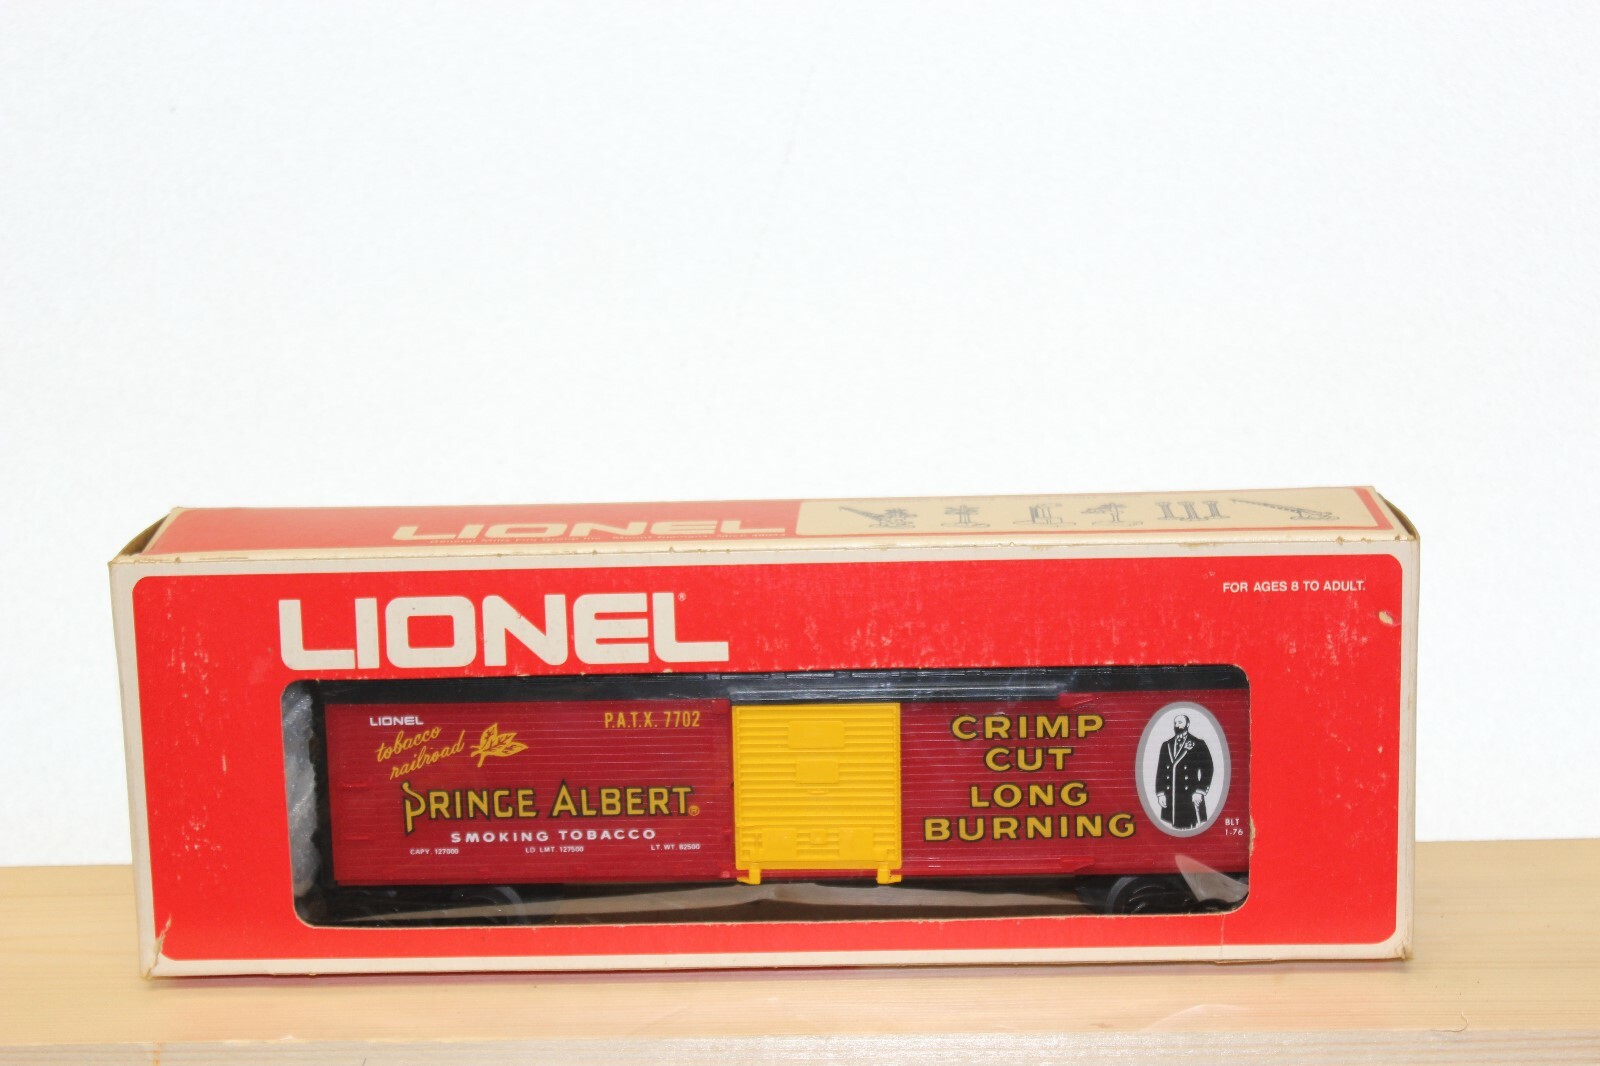 LIONEL
LIONEL®
FOR AGES 8 TO ADULT.
LIONEL
tobacco
railroad
P.A.T.X. 7702
PRINCE ALBERT®
SMOKING TOBACCO
CAPY. 127000 LD LMT. 127500 LT. WT. 82500
CRIMP
CUT
LONG
BURNING
BLT
1-76